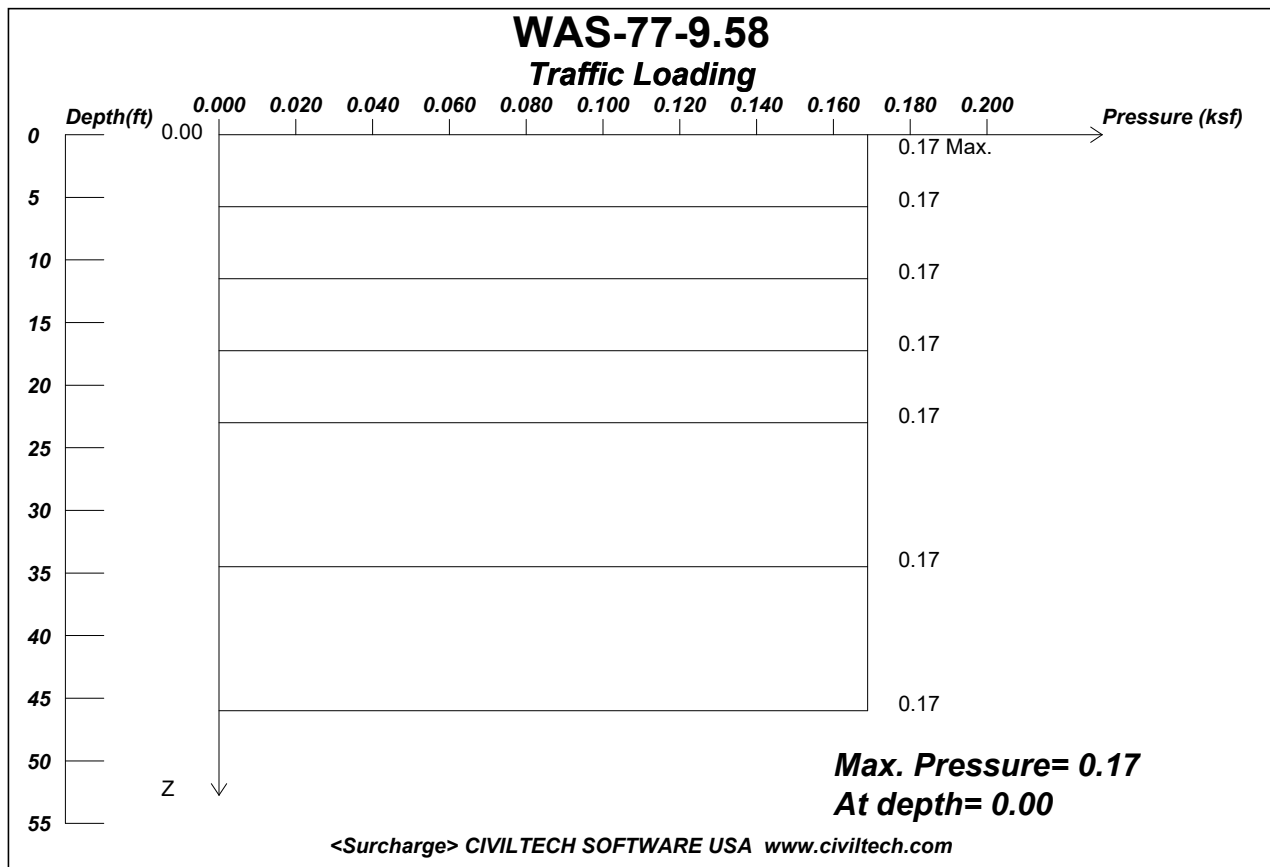 WAS-77-9.58
Traffic Loading
0.000 0.020 0.040 0.060 0.080 0.100 0.120 0.140 0.160 0.180 0.200
Depth(ft) Pressure (ksf)
0 0.00
0.17 Max.
5 0.17
10 0.17
15 0.17
20 0.17
25
30
35 0.17
40
45 0.17
50
Max. Pressure= 0.17
Z
At depth= 0.00
55
<Surcharge> CIVILTECH SOFTWARE USA www.civiltech.com